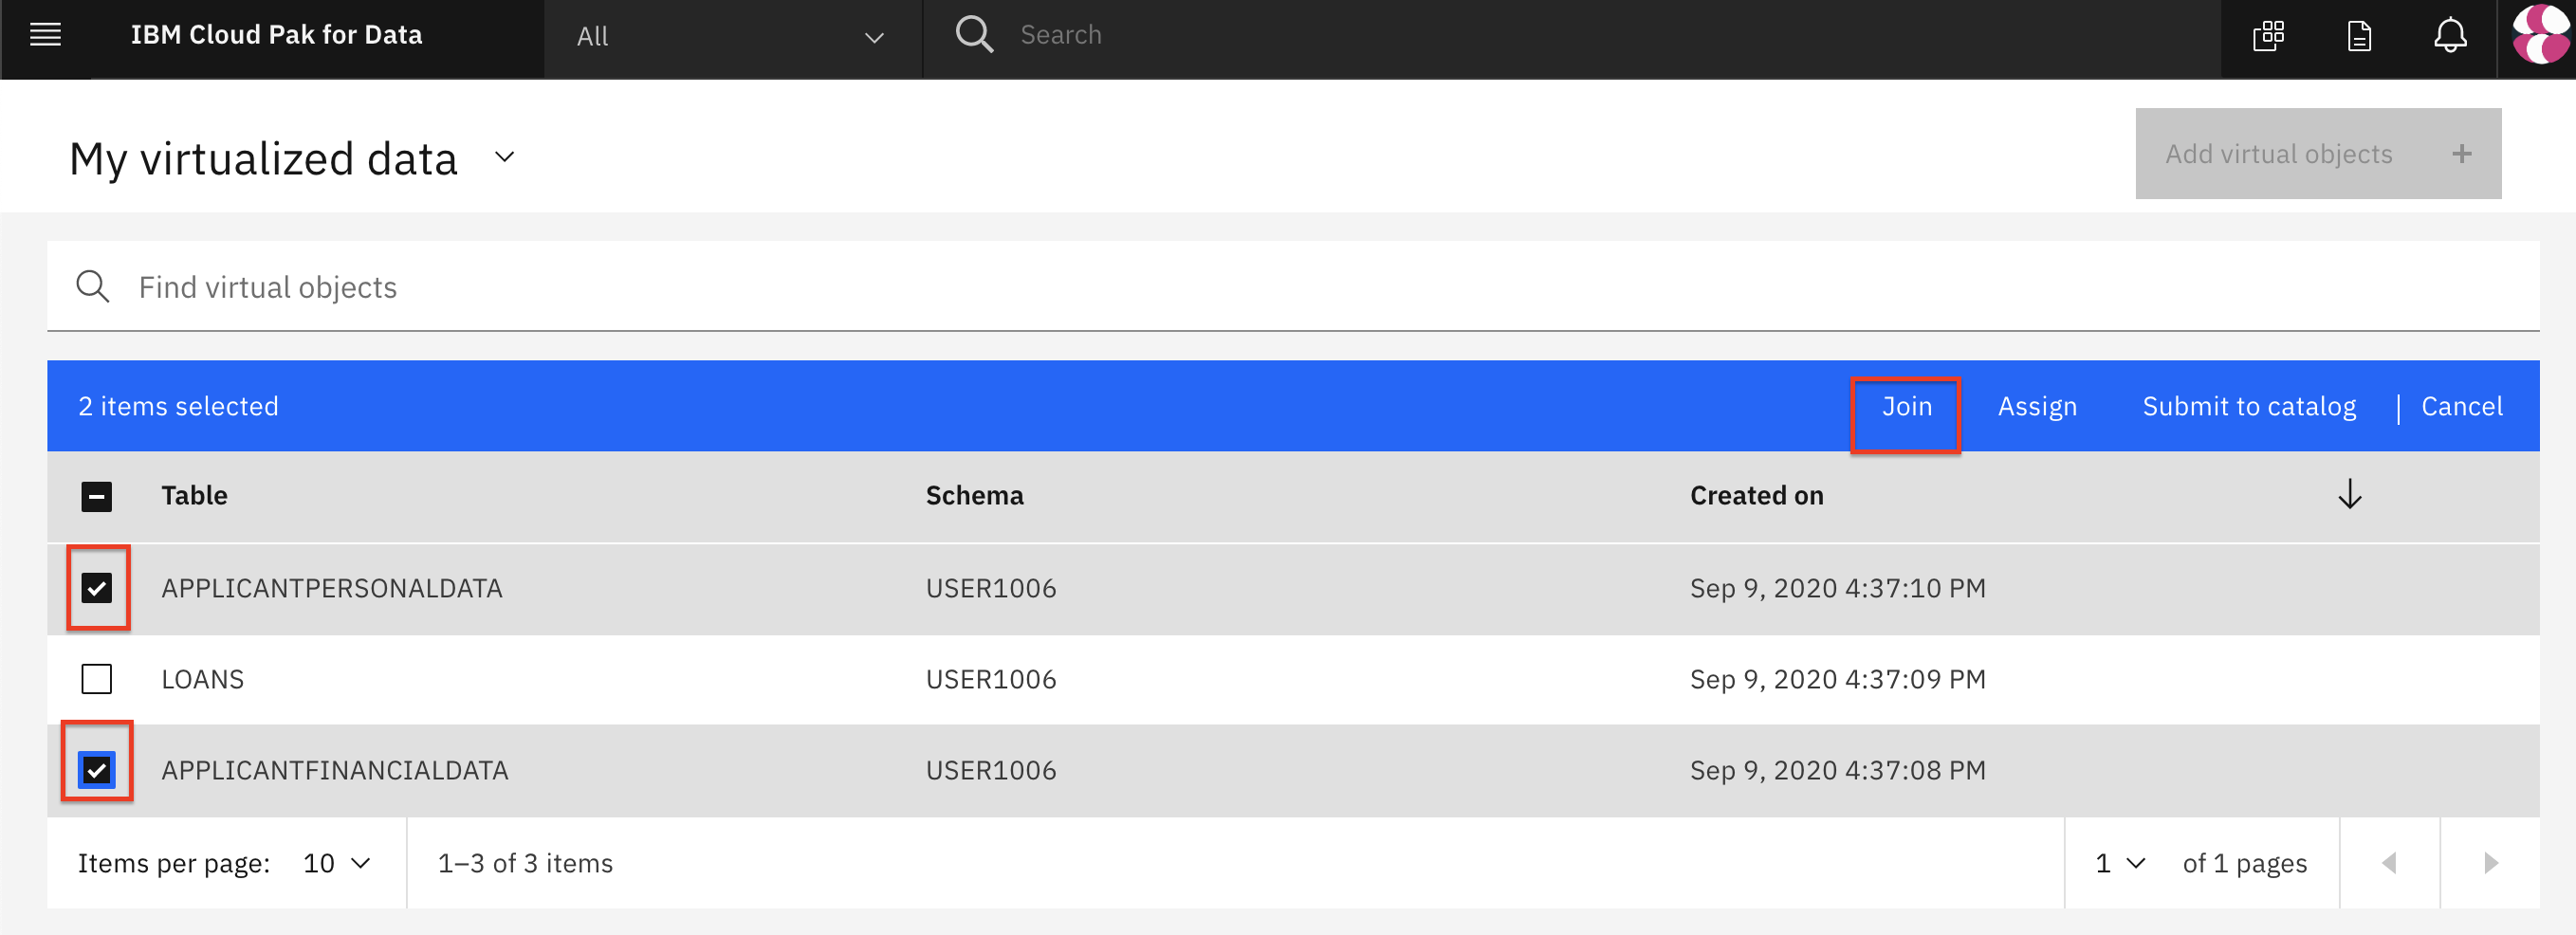 IBM Cloud Pak for Data All Search
My virtualized data Add virtual objects +
Find virtual objects
2 items selected Join Assign Submit to catalog | Cancel
Table Schema Created on
APPLICANTPERSONALDATA USER1006 Sep 9, 2020 4:37:10 PM
LOANS USER1006 Sep 9, 2020 4:37:09 PM
APPLICANTFINANCIALDATA USER1006 Sep 9, 2020 4:37:08 PM
Items per page: 10 1–3 of 3 items 1 of 1 pages